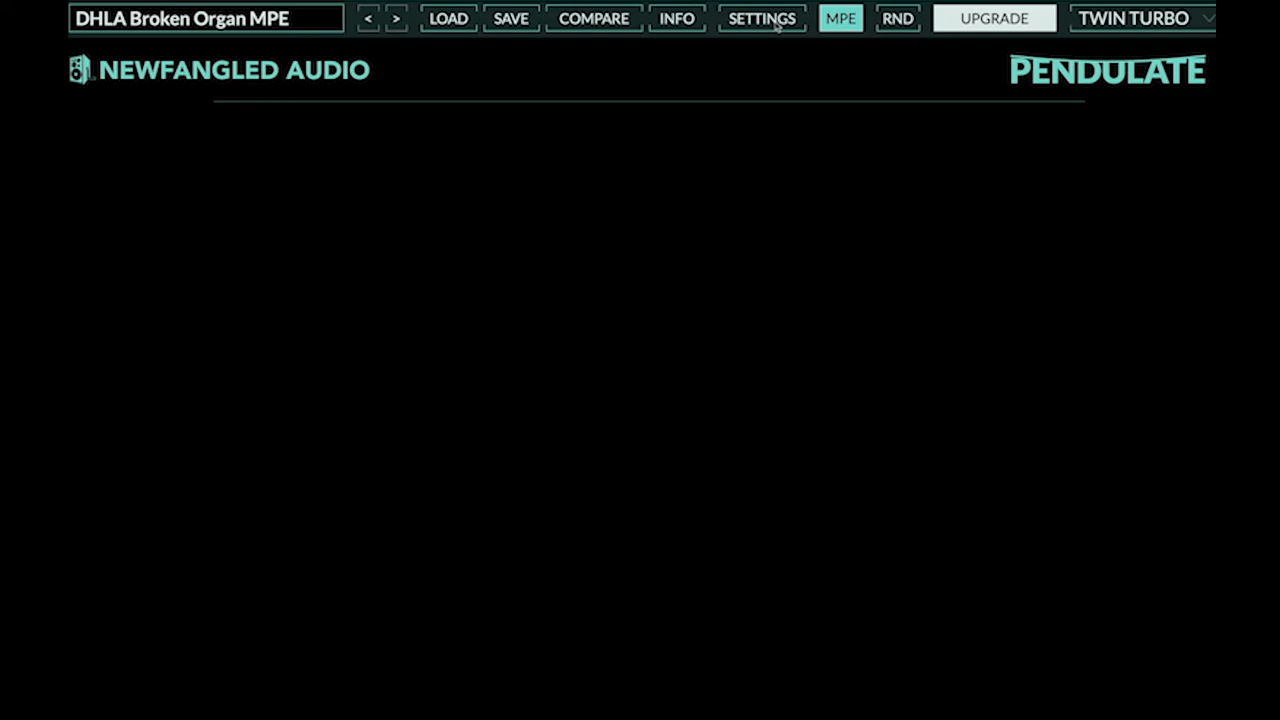 DHLA Broken Organ MPE < > LOAD SAVE COMPARE INFO SETTINGS MPE RND UPGRADE TWIN TURBO
NEWFANGLED AUDIO PENDULATE